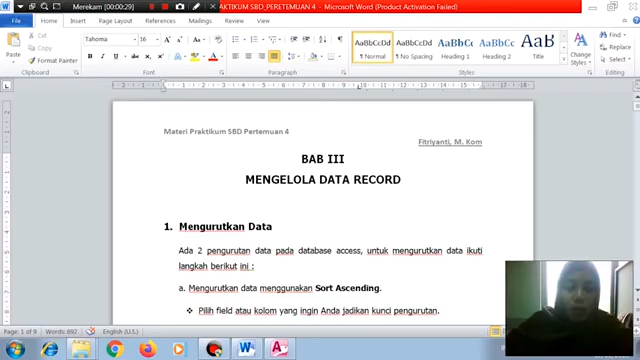 Merekam 00:00:29
PRAKTIKUM SBD_PERETEMUAN 4 - Microsoft Word (Product Activation Failed)
File Home Insert Page Layout References Mailings Review View
Paste Cut Copy Format Painter
Clipboard
Tahoma 16
Font
Paragraph
AaBbCcDd AaBbCcDd AaBbCc AaBbCc AaB
¶ Normal ¶ No Spacing Heading 1 Heading 2 Title
Change Styles
Styles
Find
Replace
Select
Editing
Materi Praktikum SBD Pertemuan 4
Fitriyanti, M. Kom
BAB III
MENGELOLA DATA RECORD
1. Mengurutkan Data
Ada 2 pengurutan data pada database access, untuk mengurutkan data ikuti
langkah berikut ini :
a. Mengurutkan data menggunakan Sort Ascending.
❖ Pilih field atau kolom yang ingin Anda jadikan kunci pengurutan.
Page: 1 of 9 Words: 692 English (U.S.)